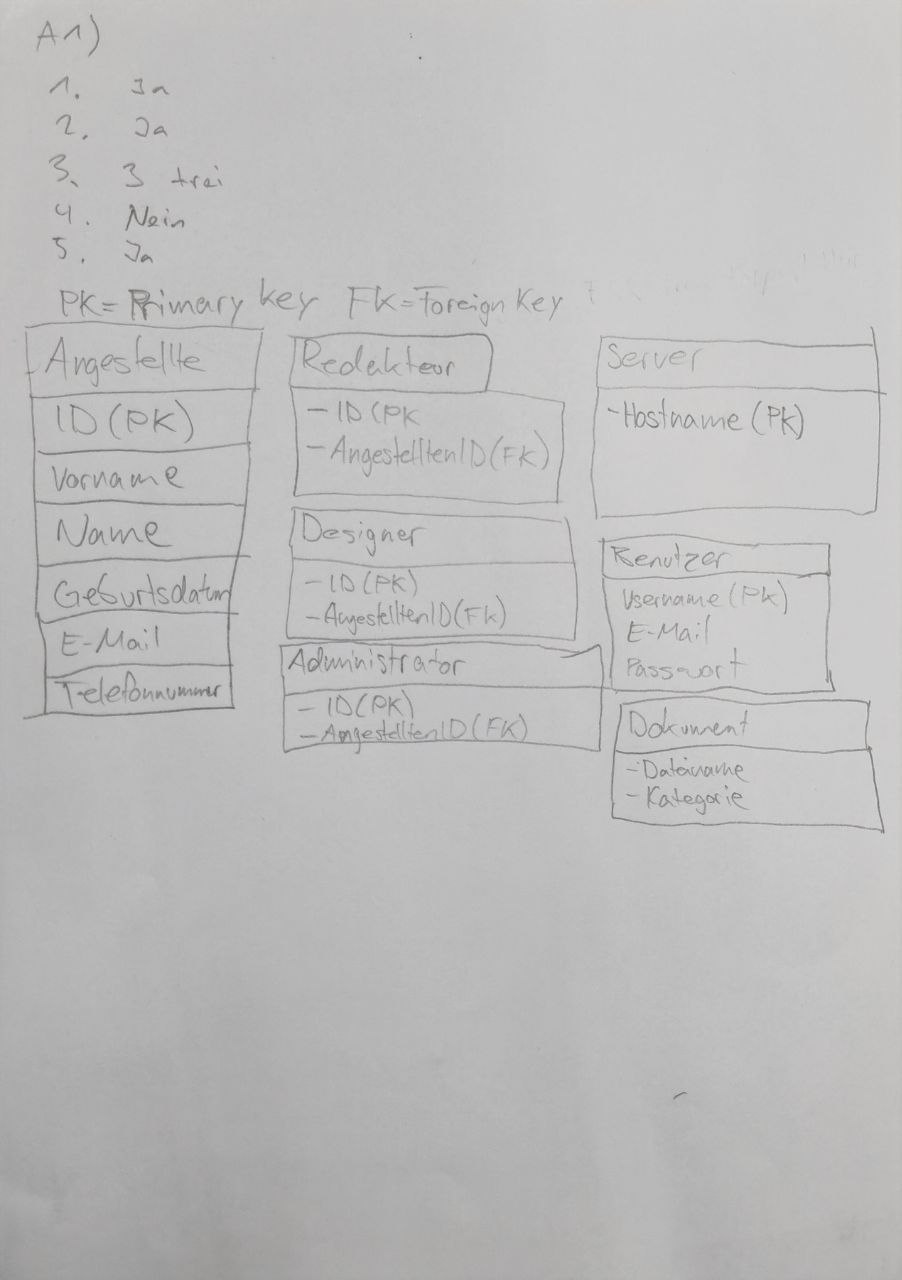 A1)
1. Ja
2. Ja
3. 3 trei
4. Nein
5. Ja
PK=Primary key FK=Foreign Key
Angestellte
ID (PK)
Vorname
Name
Geburtsdatum
E-Mail
Telefonnummer
Redakteur
- ID (PK
- AngestelltenID (FK)
Designer
- ID (PK)
- AngestelltenID (FK)
Administrator
- ID (PK)
- AngestelltenID (FK)
Server
- Hostname (PK)
Benutzer
Username (PK)
E-Mail
Passwort
Dokument
- Dateiname
- Kategorie